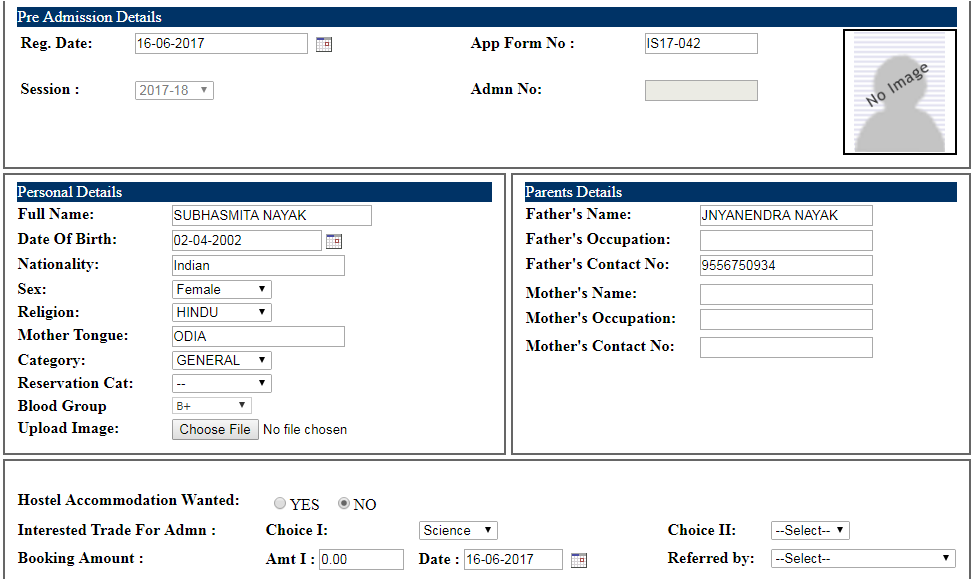 Pre Admission Details
Reg. Date: 16-06-2017 App Form No : IS17-042
No Image
Session : 2017-18 Admn No:
Personal Details
Full Name: SUBHASMITA NAYAK
Date Of Birth: 02-04-2002
Nationality: Indian
Sex: Female
Religion: HINDU
Mother Tongue: ODIA
Category: GENERAL
Reservation Cat: --
Blood Group B+
Upload Image: Choose File No file chosen
Parents Details
Father's Name: JNYANENDRA NAYAK
Father's Occupation:
Father's Contact No: 9556750934
Mother's Name:
Mother's Occupation:
Mother's Contact No:
Hostel Accommodation Wanted: YES NO
Interested Trade For Admn : Choice I: Science Choice II: --Select--
Booking Amount : Amt I : 0.00 Date : 16-06-2017 Referred by: --Select--